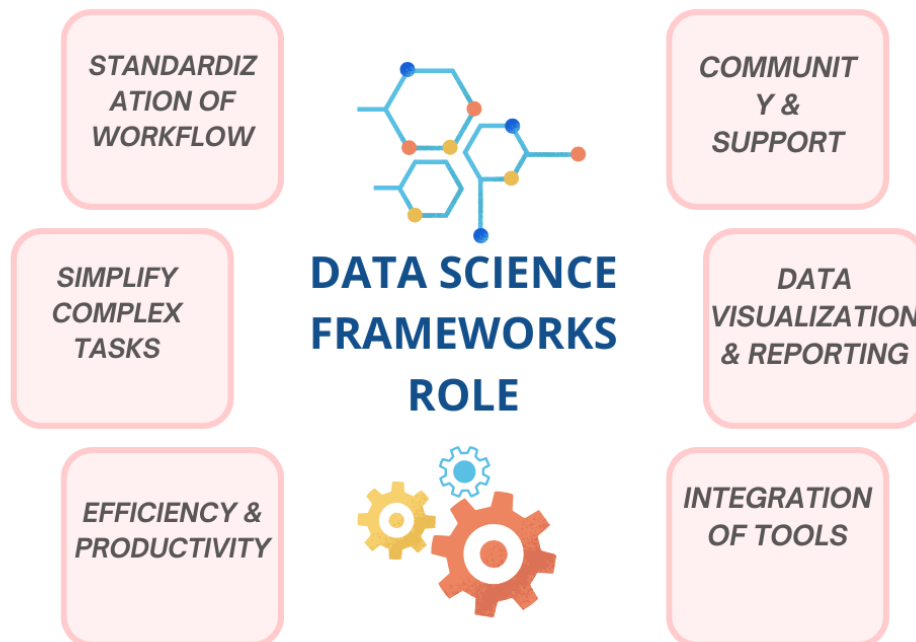 STANDARDIZ
ATION OF
WORKFLOW
COMMUNIT
Y &
SUPPORT
SIMPLIFY
COMPLEX
TASKS
DATA SCIENCE
FRAMEWORKS
ROLE
DATA
VISUALIZATION
& REPORTING
EFFICIENCY &
PRODUCTIVITY
INTEGRATION
OF TOOLS